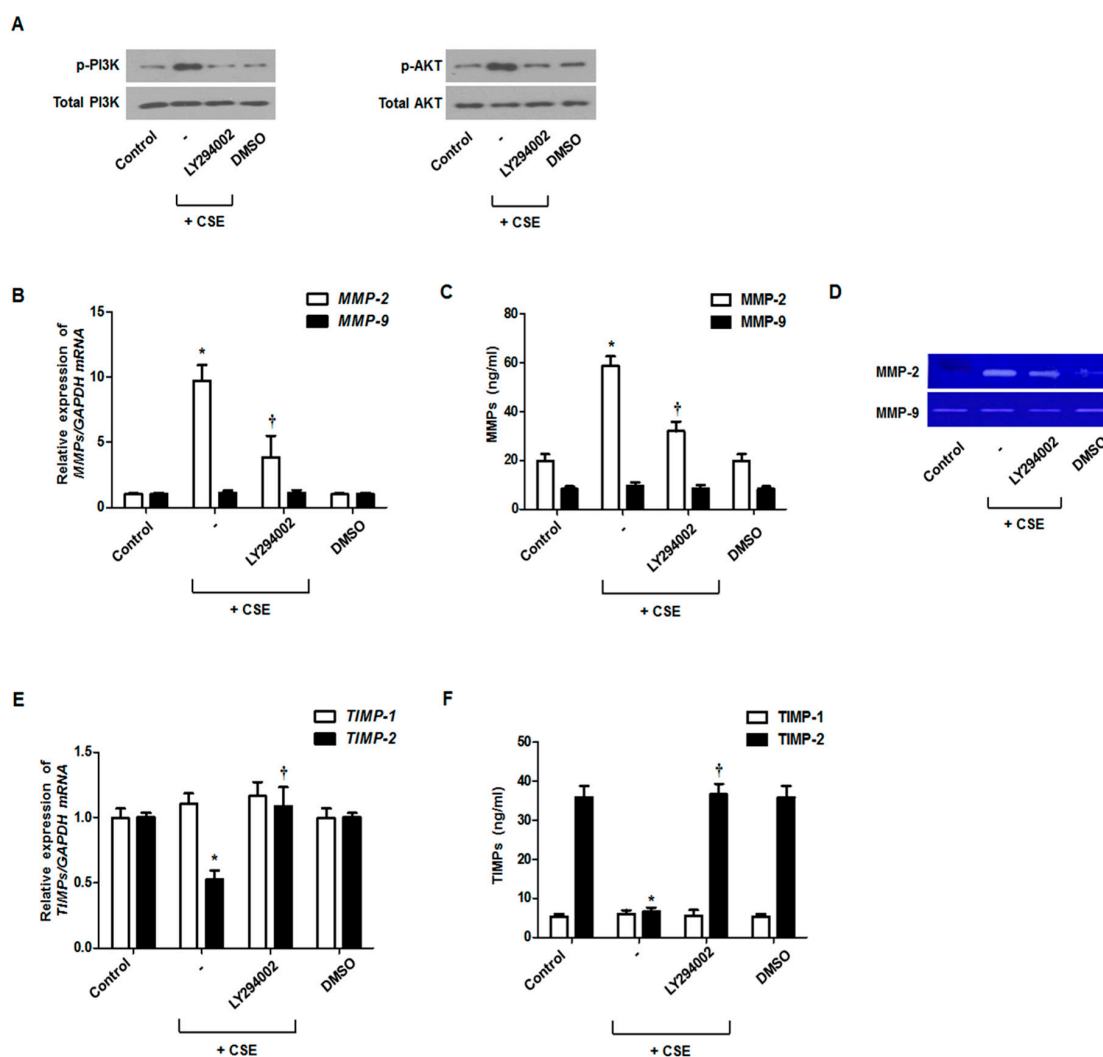 A
p-PI3K
Total PI3K
Control
-
LY294002
DMSO
+ CSE
p-AKT
Total AKT
Control
-
LY294002
DMSO
+ CSE
B
MMP-2
MMP-9
Relative expression of
MMPs/GAPDH mRNA
15
10
5
0
*
†
Control
-
LY294002
DMSO
+ CSE
C
MMP-2
MMP-9
MMPs (ng/ml)
80
60
40
20
0
*
†
Control
-
LY294002
DMSO
+ CSE
D
MMP-2
MMP-9
Control
-
LY294002
DMSO
+ CSE
E
TIMP-1
TIMP-2
Relative expression of
TIMPs/GAPDH mRNA
1.5
1.0
0.5
0.0
*
†
Control
-
LY294002
DMSO
+ CSE
F
TIMP-1
TIMP-2
TIMPs (ng/ml)
50
40
30
20
10
0
*
†
Control
-
LY294002
DMSO
+ CSE